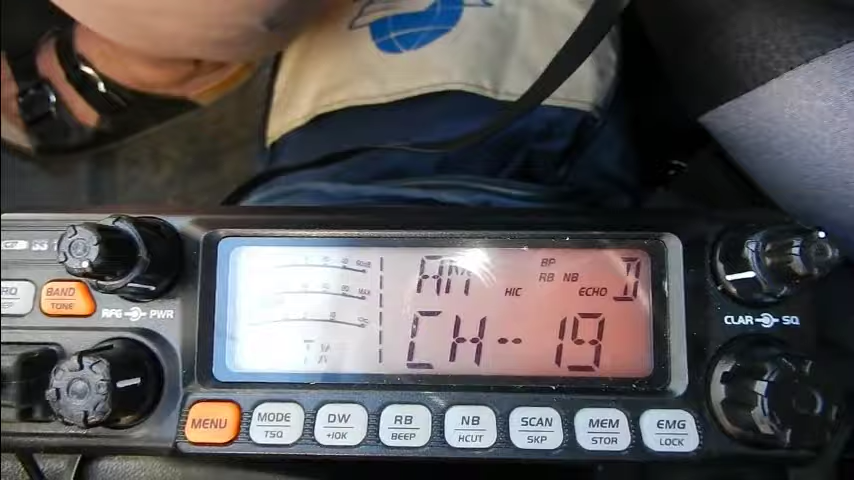 SS
BAND
TONE
RFG PWR
AM
BP
RB NB
HIC
ECHO
D
CH--19
TX
CLAR SQ
MENU
MODE
TSQ
DW
+10K
RB
BEEP
NB
HCUT
SCAN
SKP
MEM
STOR
EMG
LOCK